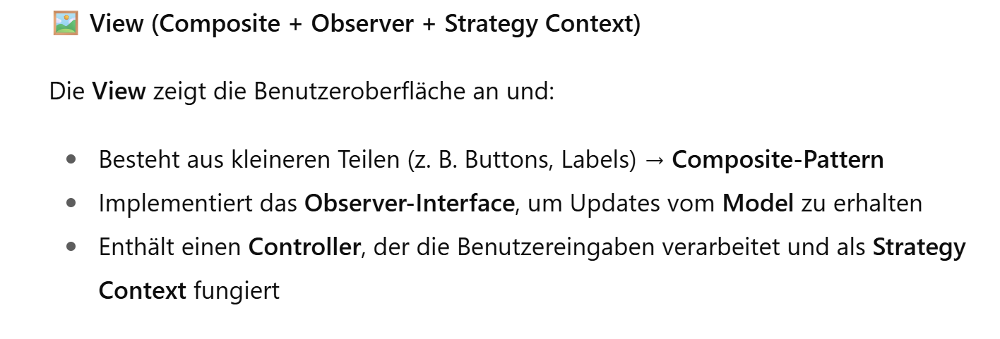 🖼️ View (Composite + Observer + Strategy Context)
Die View zeigt die Benutzeroberfläche an und:
• Besteht aus kleineren Teilen (z. B. Buttons, Labels) → Composite-Pattern
• Implementiert das Observer-Interface, um Updates vom Model zu erhalten
• Enthält einen Controller, der die Benutzereingaben verarbeitet und als Strategy
Context fungiert